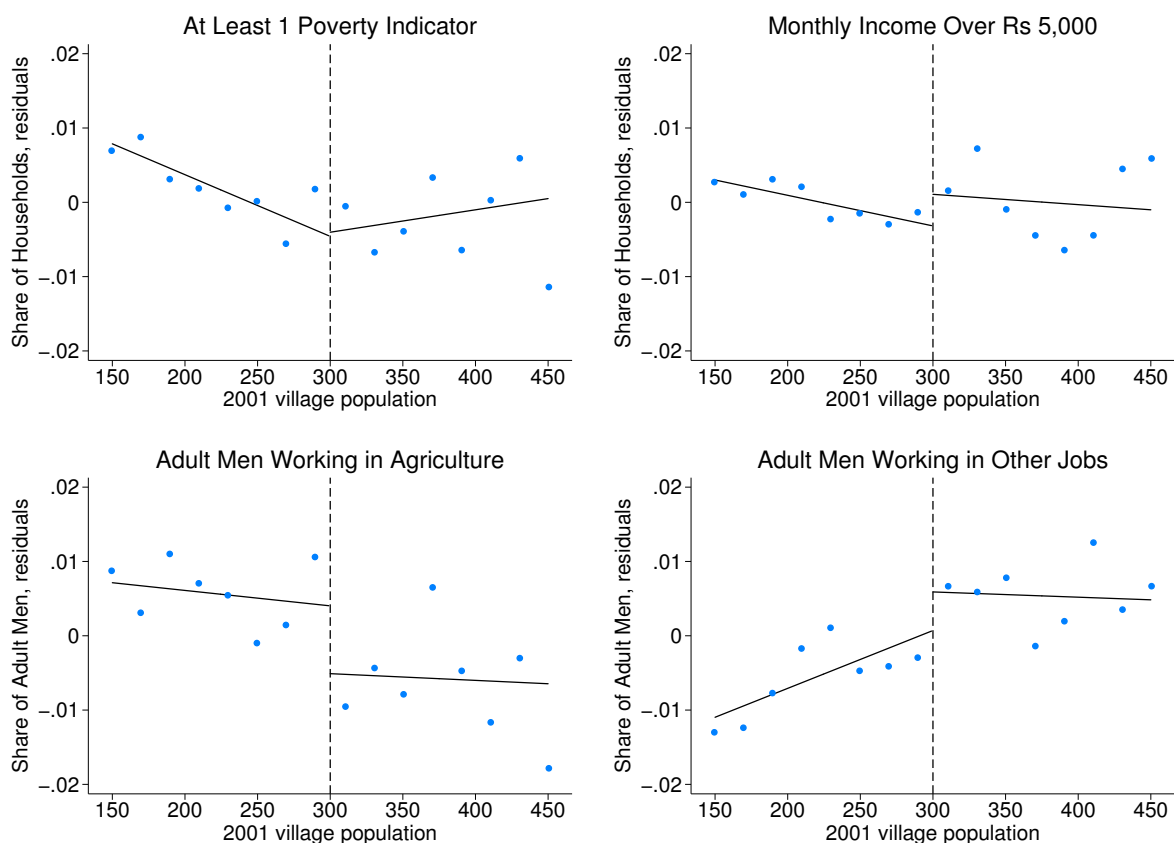 At Least 1 Poverty Indicator
Share of Households, residuals
.02
.01
0
-.01
-.02
150 200 250 300 350 400 450
2001 village population
Monthly Income Over Rs 5,000
Share of Households, residuals
.02
.01
0
-.01
-.02
150 200 250 300 350 400 450
2001 village population
Adult Men Working in Agriculture
Share of Adult Men, residuals
.02
.01
0
-.01
-.02
150 200 250 300 350 400 450
2001 village population
Adult Men Working in Other Jobs
Share of Adult Men, residuals
.02
.01
0
-.01
-.02
150 200 250 300 350 400 450
2001 village population